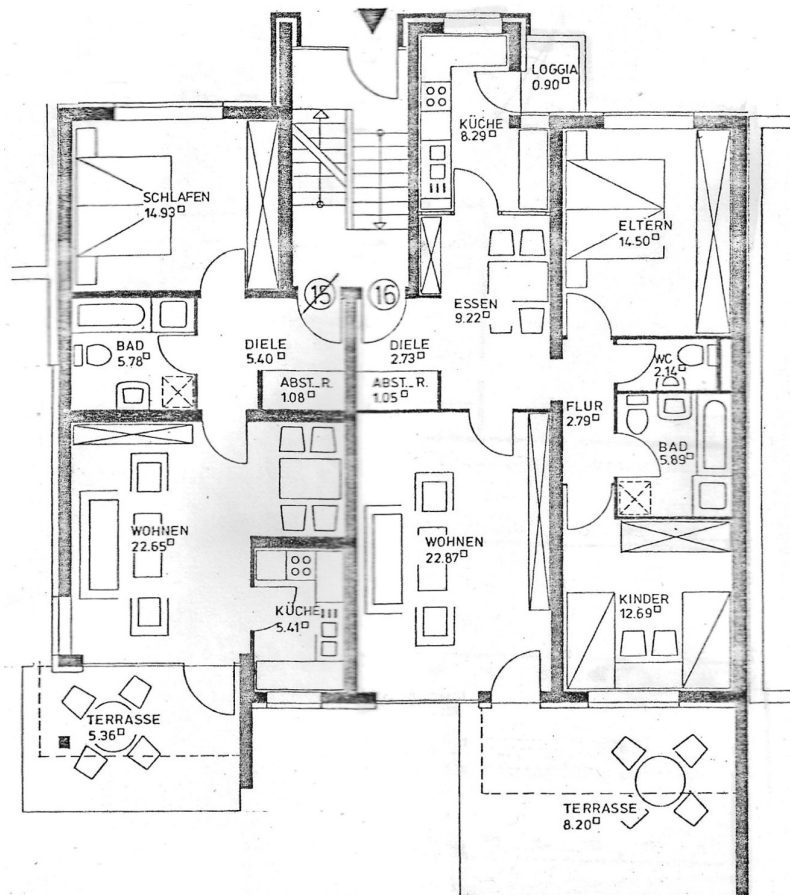 LOGGIA
0.90□
KÜCHE
8.29□
SCHLAFEN
14.93□
ELTERN
14.50□
15
16
ESSEN
9.22□
BAD
5.78□
DIELE
5.40□
DIELE
2.73□
WC
2.14□
ABST.R.
1.08□
ABST.R.
1.05□
FLUR
2.79□
BAD
5.89□
WOHNEN
22.65□
WOHNEN
22.87□
KÜCHE
5.41□
KINDER
12.69□
TERRASSE
5.36□
TERRASSE
8.20□